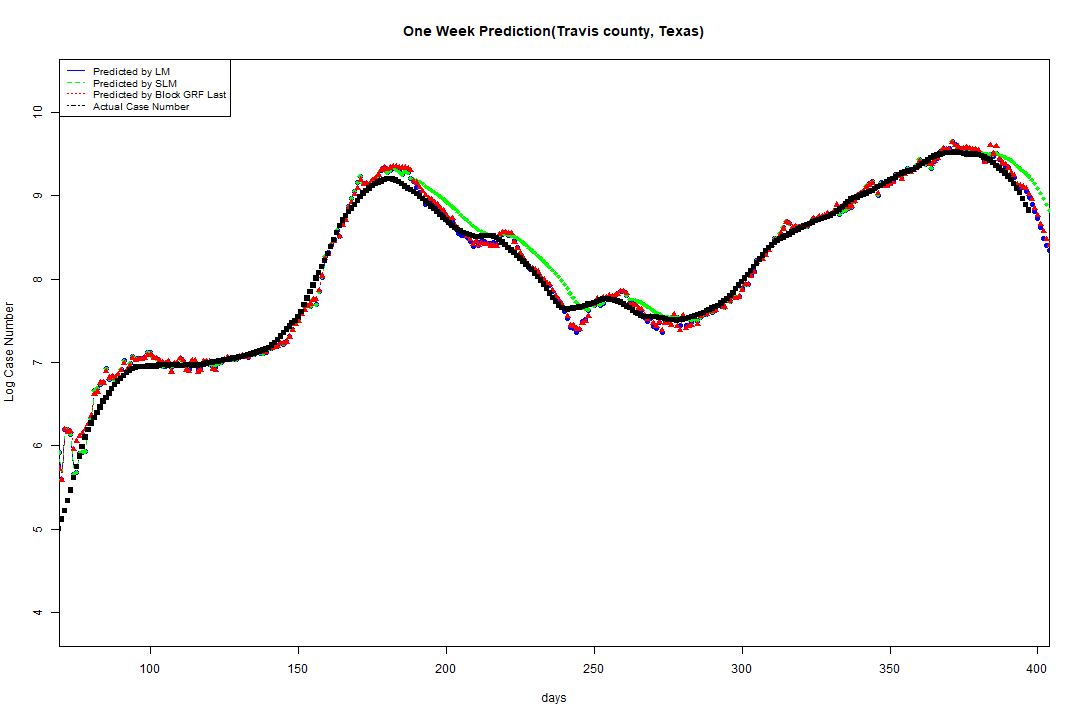 One Week Prediction(Travis county, Texas)
Predicted by LM
Predicted by SLM
Predicted by Block GRF Last
Actual Case Number
10
9
8
7
6
5
4
Log Case Number
100 150 200 250 300 350 400
days